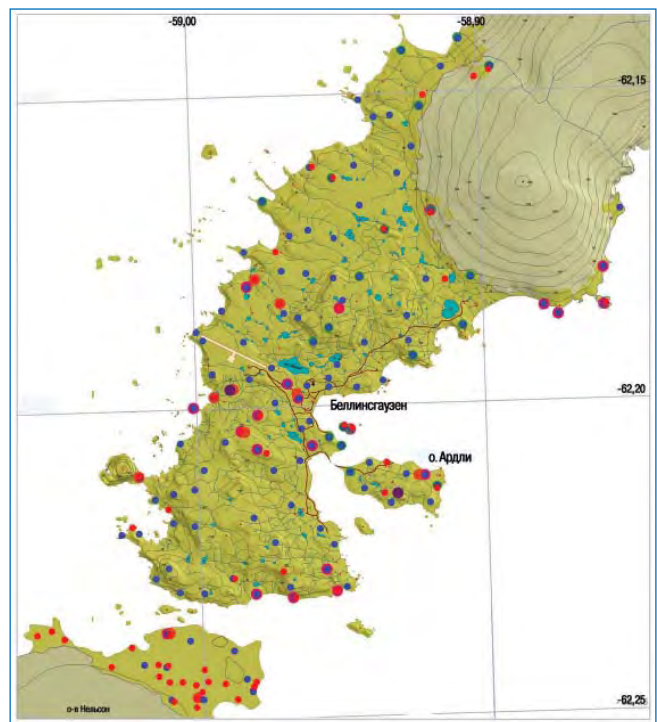 -59,00
-58,90
-62,15
-62,20
Беллинсгаузен
о. Ардли
о-в Нельсон
-62,25